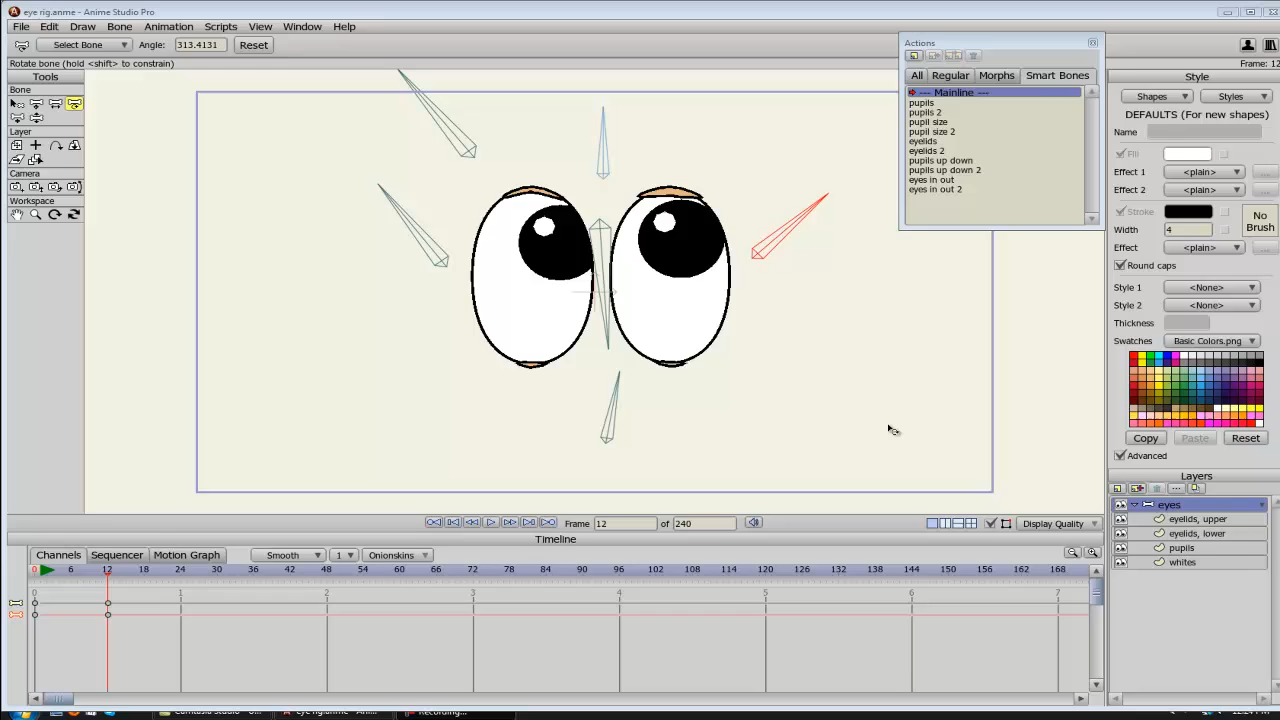 eye rig.anme - Anime Studio Pro
File Edit Draw Bone Animation Scripts View Window Help
Select Bone Angle: 313.4131 Reset
Rotate bone (hold <shift> to constrain)
Frame: 12
Tools
Bone
Layer
Camera
Workspace
Actions
All Regular Morphs Smart Bones
--- Mainline ---
pupils
pupils 2
pupil size
pupil size 2
eyelids
eyelids 2
pupils up down
pupils up down 2
eyes in out
eyes in out 2
Style
Shapes Styles
DEFAULTS (For new shapes)
Name
Fill
Effect 1 <plain> ...
Effect 2 <plain> ...
Stroke
No Brush
Width 4
Effect <plain> ...
Round caps
Style 1 <None>
Style 2 <None>
Thickness
Swatches Basic Colors.png
Copy Paste Reset
Advanced
Layers
eyes
eyelids, upper
eyelids, lower
pupils
whites
Frame 12 of 240 Display Quality
Timeline
Channels Sequencer Motion Graph Smooth 1 Onionskins
0 6 12 18 24 30 36 42 48 54 60 66 72 78 84 90 96 102 108 114 120 126 132 138 144 150 156 162 168
0 1 2 3 4 5 6 7
Camtasia Studio - U... eye rig.anme - Ani... Recording...